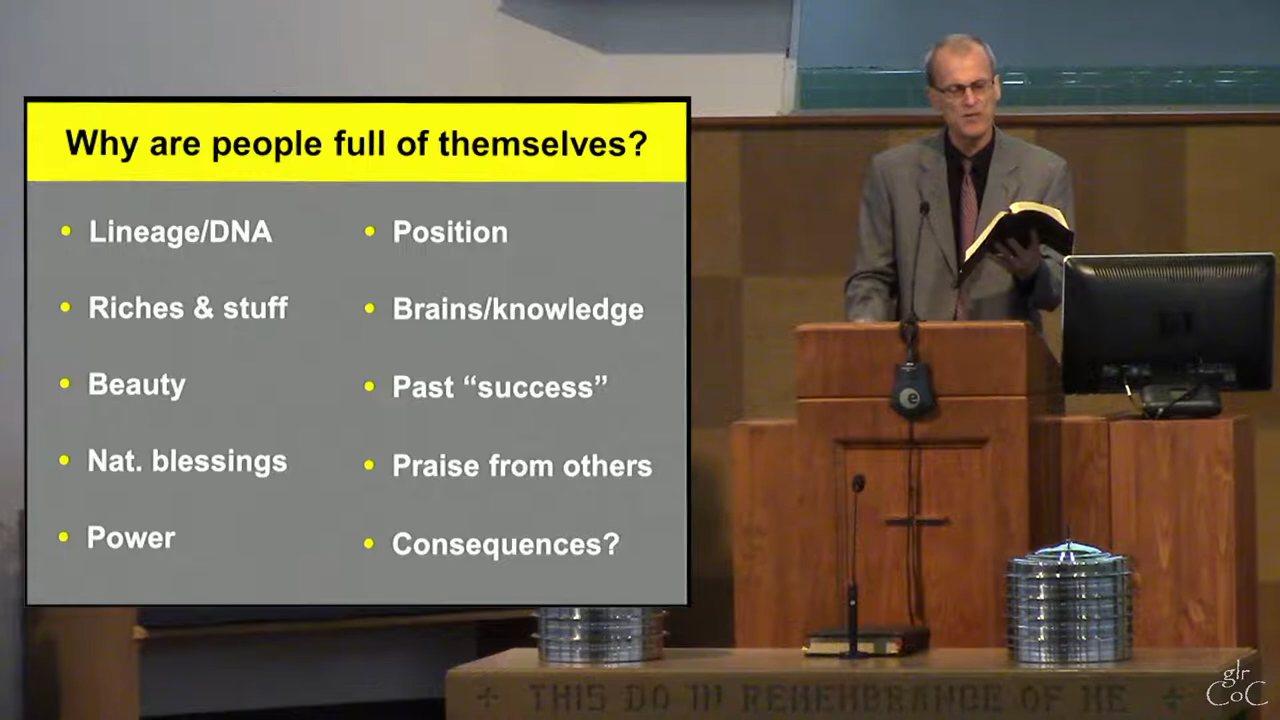 Why are people full of themselves?
• Lineage/DNA
• Riches & stuff
• Beauty
• Nat. blessings
• Power
• Position
• Brains/knowledge
• Past “success”
• Praise from others
• Consequences?
e
THIS DO IN REMEMBRANCE OF ME
glr
CoC